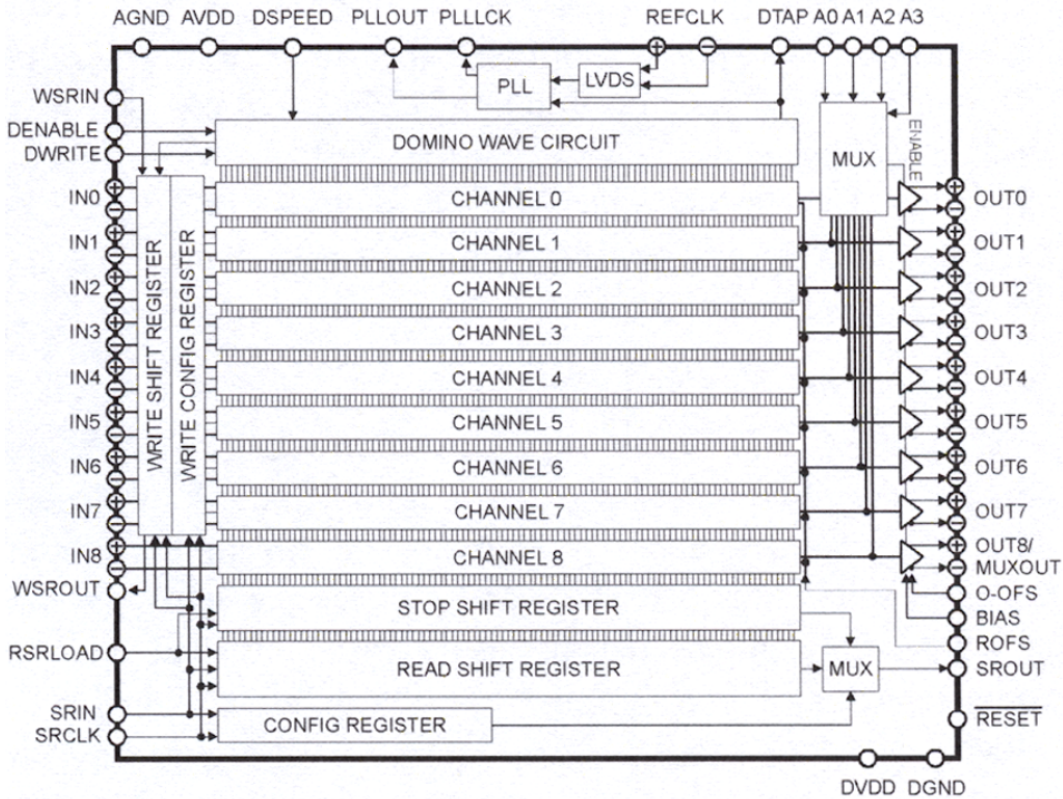 AGND AVDD DSPEED PLLOUT PLLLCK REFCLK DTAP A0 A1 A2 A3
WSRIN
DENABLE
DWRITE
IN0
IN1
IN2
IN3
IN4
IN5
IN6
IN7
IN8
WSROUT
RSRLOAD
SRIN
SRCLK
WRITE SHIFT REGISTER
WRITE CONFIG REGISTER
PLL
LVDS
DOMINO WAVE CIRCUIT
CHANNEL 0
CHANNEL 1
CHANNEL 2
CHANNEL 3
CHANNEL 4
CHANNEL 5
CHANNEL 6
CHANNEL 7
CHANNEL 8
STOP SHIFT REGISTER
READ SHIFT REGISTER
CONFIG REGISTER
MUX
ENABLE
MUX
OUT0
OUT1
OUT2
OUT3
OUT4
OUT5
OUT6
OUT7
OUT8/
MUXOUT
O-OFS
BIAS
ROFS
SROUT
RESET
DVDD DGND